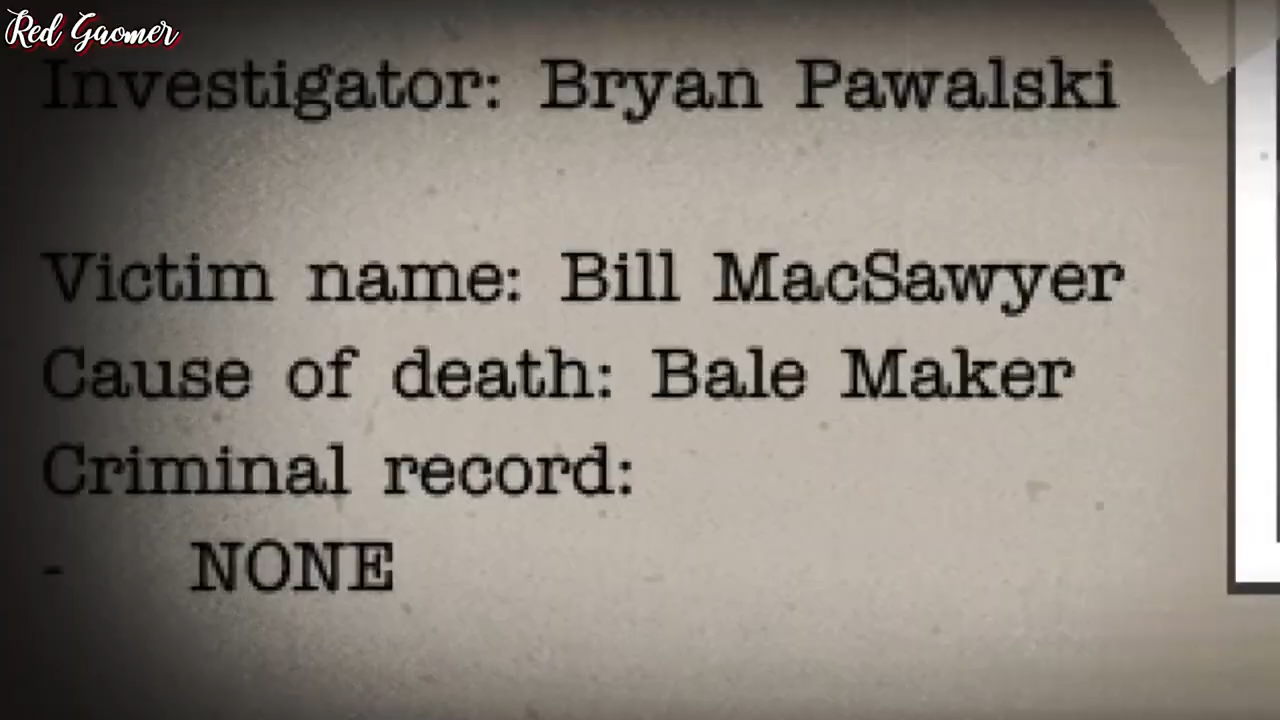 Red Gaomer
Investigator: Bryan Pawalski
Victim name: Bill MacSawyer
Cause of death: Bale Maker
Criminal record:
- NONE